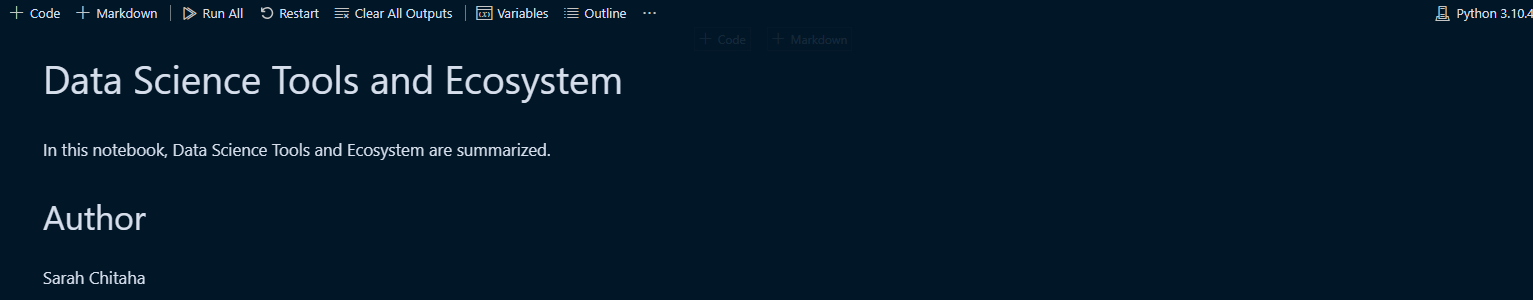 Code Markdown Run All Restart Clear All Outputs Variables Outline ... Python 3.10.4
Code Markdown
Data Science Tools and Ecosystem
In this notebook, Data Science Tools and Ecosystem are summarized.
Author
Sarah Chitaha